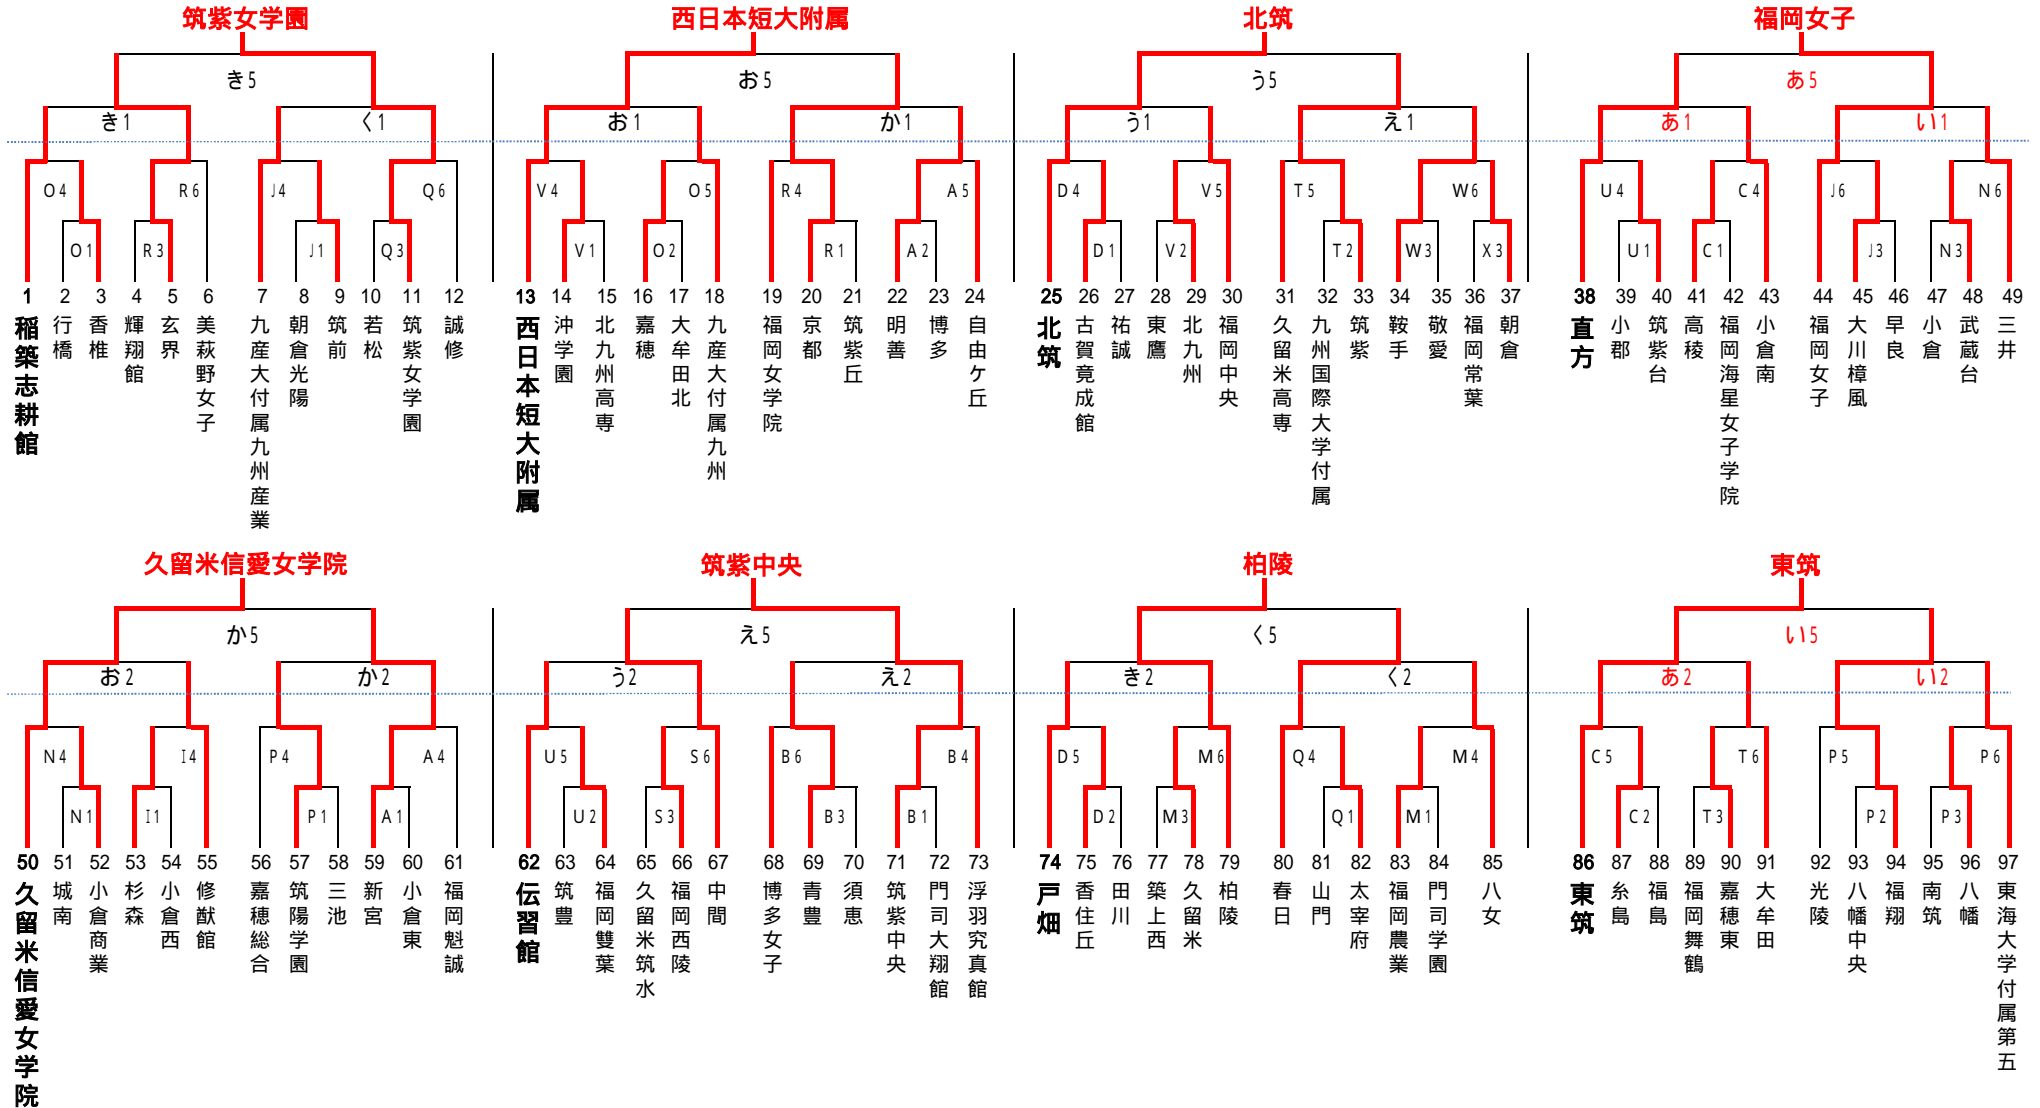 筑紫女学園 西日本短大附属 北筑 福岡女子
き5 お5 う5 あ5
き1 く1 お1 か1 う1 え1 あ1 い1
O4 R6 J4 Q6 V4 O5 R4 A5 D4 V5 T5 W6 U4 C4 J6 N6
O1 R3 J1 Q3 V1 O2 R1 A2 D1 V2 T2 W3 X3 U1 C1 J3 N3
1 2 3 4 5 6 7 8 9 10 11 12 13 14 15 16 17 18 19 20 21 22 23 24 25 26 27 28 29 30 31 32 33 34 35 36 37 38 39 40 41 42 43 44 45 46 47 48 49
稲築志耕館
行橋
香椎
輝翔館
玄界
美萩野女子
九産大付属九州産業
朝倉光陽
筑前
若松
筑紫女学園
誠修
西日本短大附属
沖学園
北九州高専
嘉穂
大牟田北
九産大付属九州
福岡女学院
京都
筑紫丘
明善
博多
自由ケ丘
北筑
古賀竟成館
祐誠
東鷹
北九州
福岡中央
久留米高専
九州国際大学付属
筑紫
鞍手
敬愛
福岡常葉
朝倉
直方
小郡
筑紫台
高稜
福岡海星女子学院
小倉南
福岡女子
大川樟風
早良
小倉
武蔵台
三井
久留米信愛女学院 筑紫中央 柏陵 東筑
か5 え5 く5 い5
お2 か2 う2 え2 き2 く2 あ2 い2
N4 I4 P4 A4 U5 S6 B6 B4 D5 M6 Q4 M4 C5 T6 P5 P6
N1 I1 P1 A1 U2 S3 B3 B1 D2 M3 Q1 M1 C2 T3 P2 P3
50 51 52 53 54 55 56 57 58 59 60 61 62 63 64 65 66 67 68 69 70 71 72 73 74 75 76 77 78 79 80 81 82 83 84 85 86 87 88 89 90 91 92 93 94 95 96 97
久留米信愛女学院
城南
小倉商業
杉森
小倉西
修猷館
嘉穂総合
筑陽学園
三池
新宮
小倉東
福岡魁誠
伝習館
筑豊
福岡雙葉
久留米筑水
福岡西陵
中間
博多女子
青豊
須恵
筑紫中央
門司大翔館
浮羽究真館
戸畑
香住丘
田川
築上西
久留米
柏陵
春日
山門
太宰府
福岡農業
門司学園
八女
東筑
糸島
福島
福岡舞鶴
嘉穂東
大牟田
光陵
八幡中央
福翔
南筑
八幡
東海大学付属第五